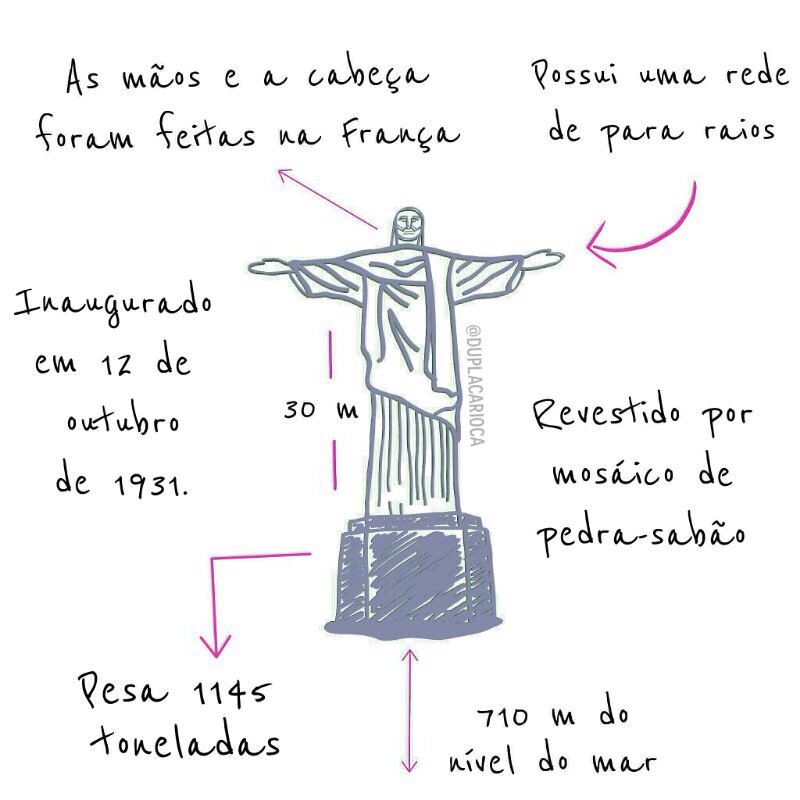 As mãos e a cabeça
foram feitas na França
Possui uma rede
de para raios
Inaugurado
em 12 de
outubro
de 1931.
30 m
@DUPLACARIOCA
Revestido por
mosáico de
pedra-sabão
Pesa 1145
toneladas
710 m do
nível do mar